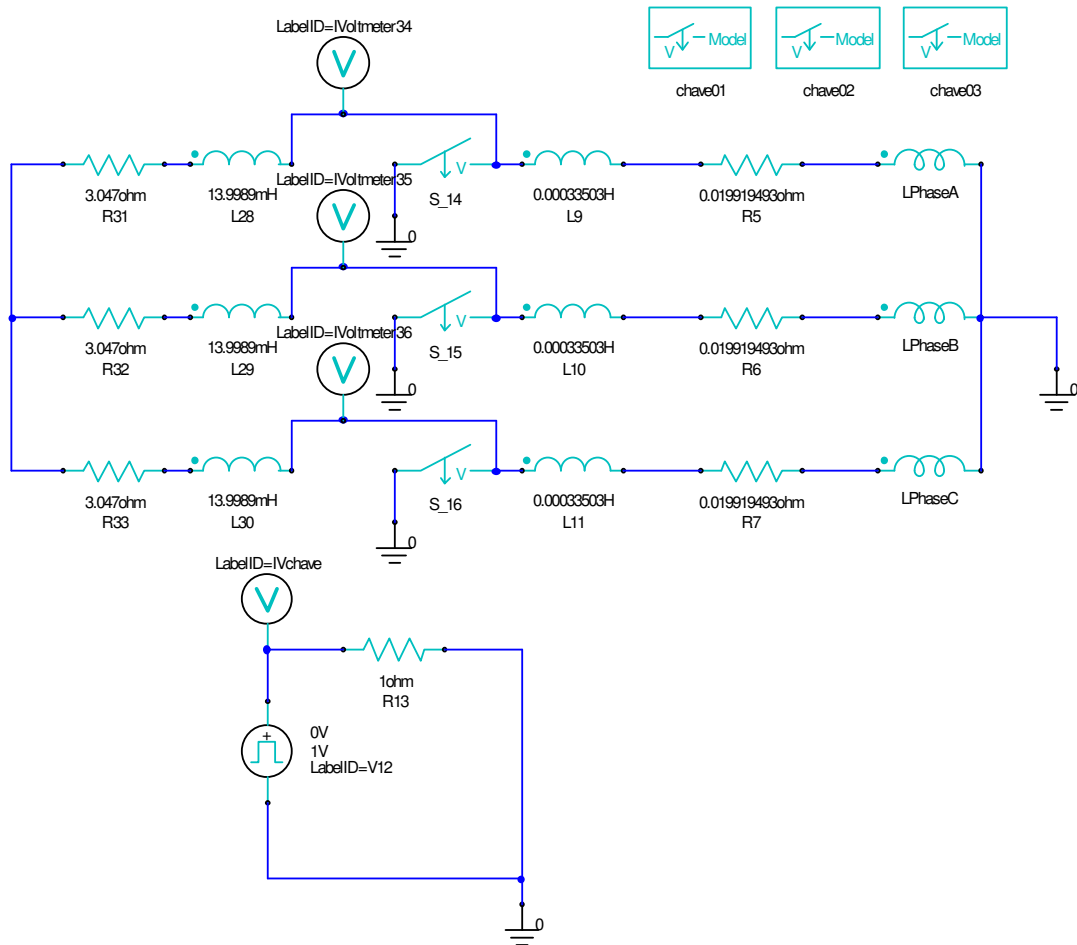 LabelID=IVoltmeter34
V
Model
V
Model
V
Model
V
chave01
chave02
chave03
3.047ohm
R31
13.9989mH
L28
V
S_14
0
0.00033503H
L9
0.019919493ohm
R5
LPhaseA
LabelID=IVoltmeter35
V
3.047ohm
R32
13.9989mH
L29
V
S_15
0
0.00033503H
L10
0.019919493ohm
R6
LPhaseB
0
LabelID=IVoltmeter36
V
3.047ohm
R33
13.9989mH
L30
V
S_16
0
0.00033503H
L11
0.019919493ohm
R7
LPhaseC
LabelID=IVchave
V
1ohm
R13
+
0V
1V
LabelID=V12
0